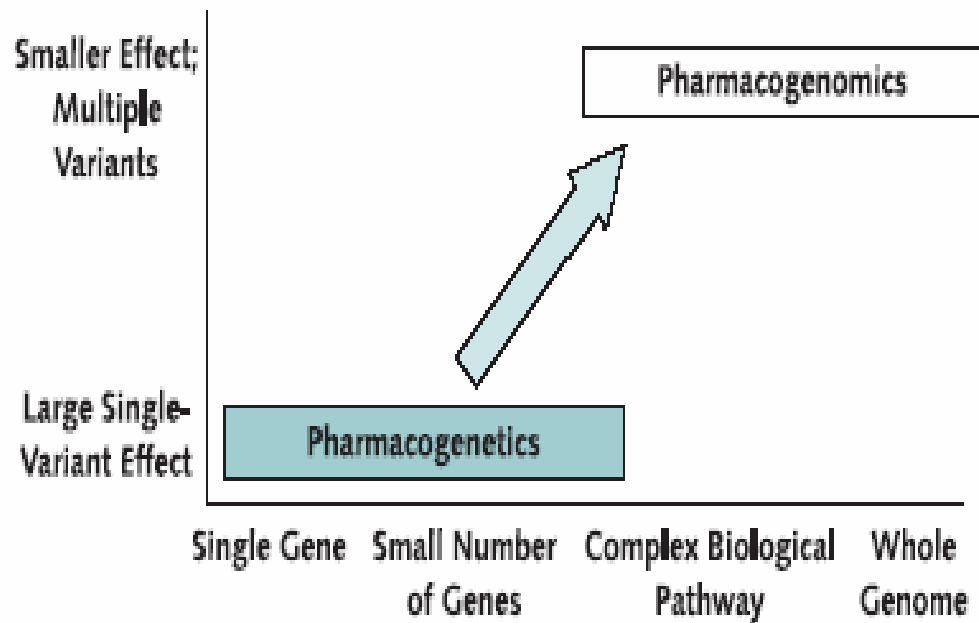 Smaller Effect;
Multiple
Variants
Pharmacogenomics
Large Single-
Variant Effect
Pharmacogenetics
Single Gene
Small Number
of Genes
Complex Biological
Pathway
Whole
Genome